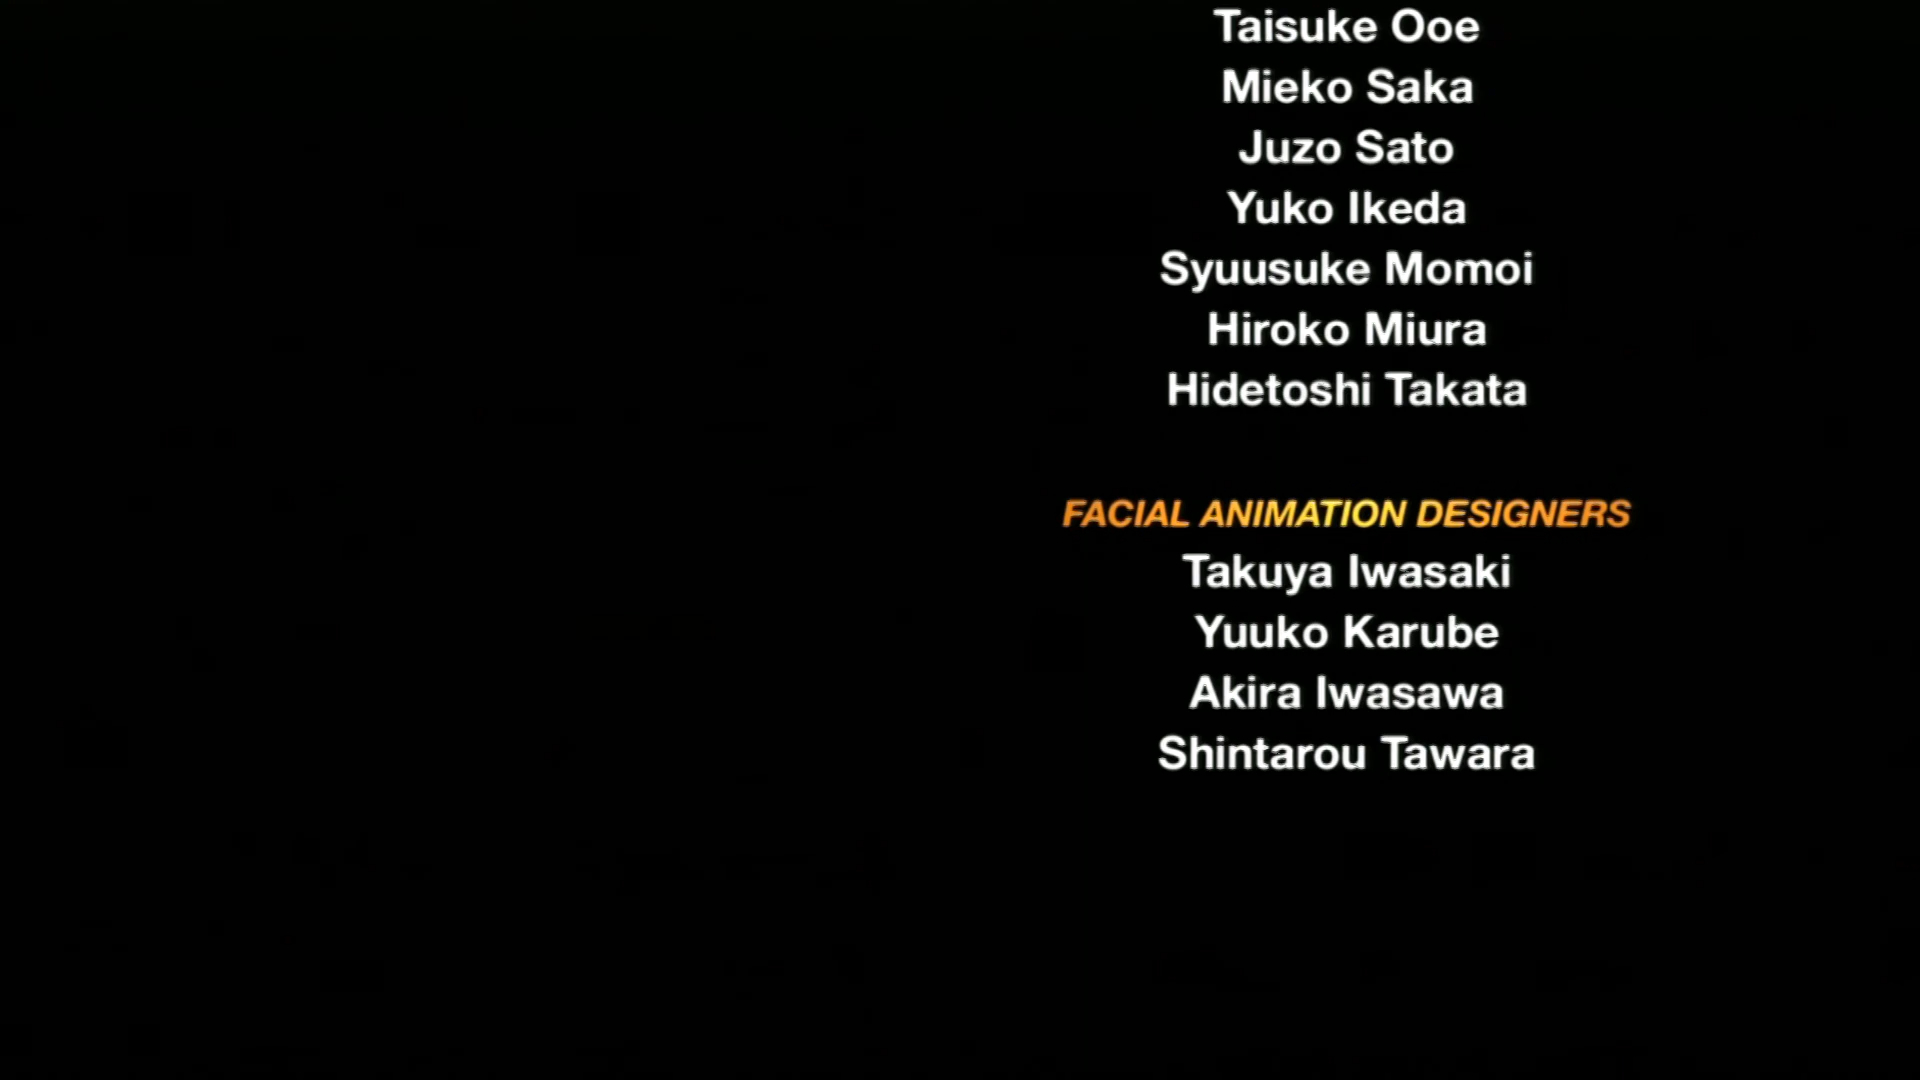 Taisuke Ooe
Mieko Saka
Juzo Sato
Yuko Ikeda
Syuusuke Momoi
Hiroko Miura
Hidetoshi Takata
FACIAL ANIMATION DESIGNERS
Takuya Iwasaki
Yuuko Karube
Akira Iwasawa
Shintarou Tawara